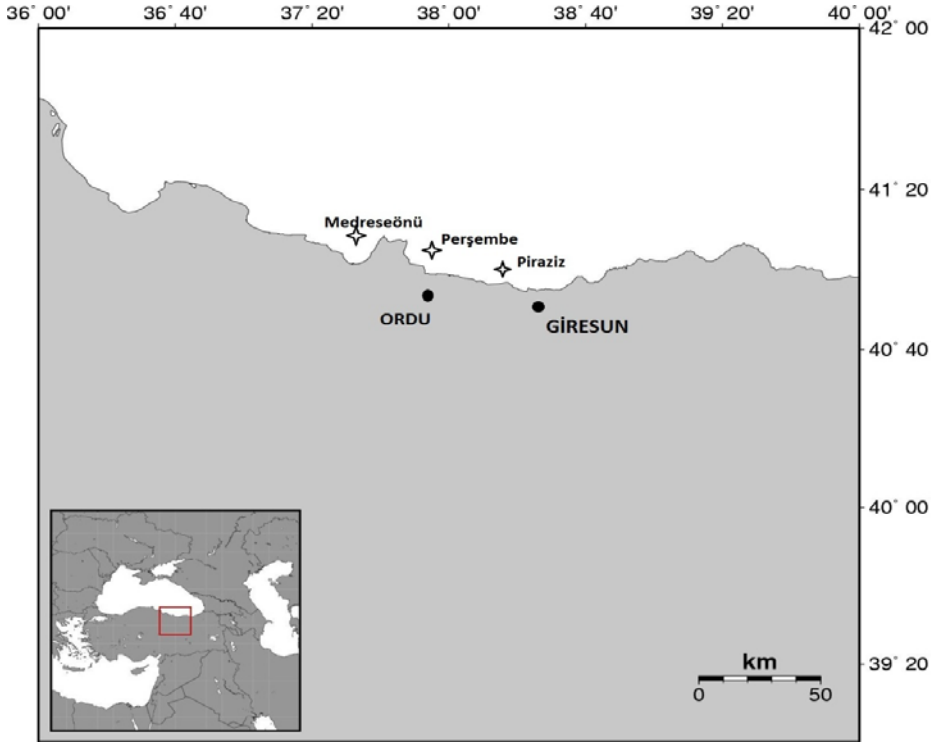 36° 00' 36° 40' 37° 20' 38° 00' 38° 40' 39° 20' 40° 00'
42° 00
41° 20
Medreseönü
Perşembe
Piraziz
ORDU
GİRESUN
40° 40
40° 00
39° 20
km
0 50